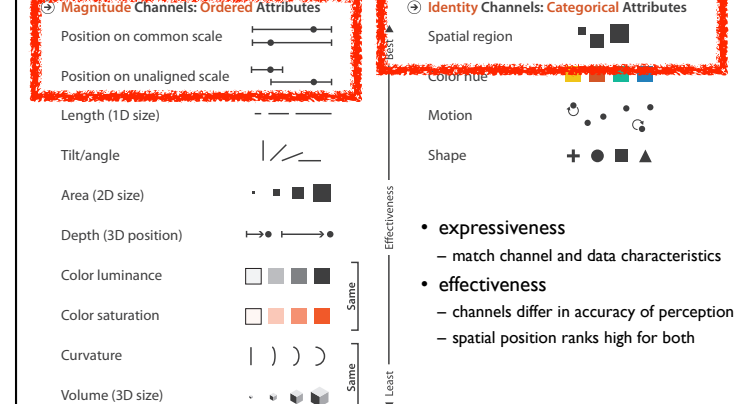 Magnitude Channels: Ordered Attributes
Position on common scale
Position on unaligned scale
Length (1D size)
Tilt/angle
Area (2D size)
Depth (3D position)
Color luminance
Color saturation
Same
Curvature
Volume (3D size)
Same
Best
Effectiveness
Least
Identity Channels: Categorical Attributes
Spatial region
Color hue
Motion
Shape
• expressiveness
– match channel and data characteristics
• effectiveness
– channels differ in accuracy of perception
– spatial position ranks high for both